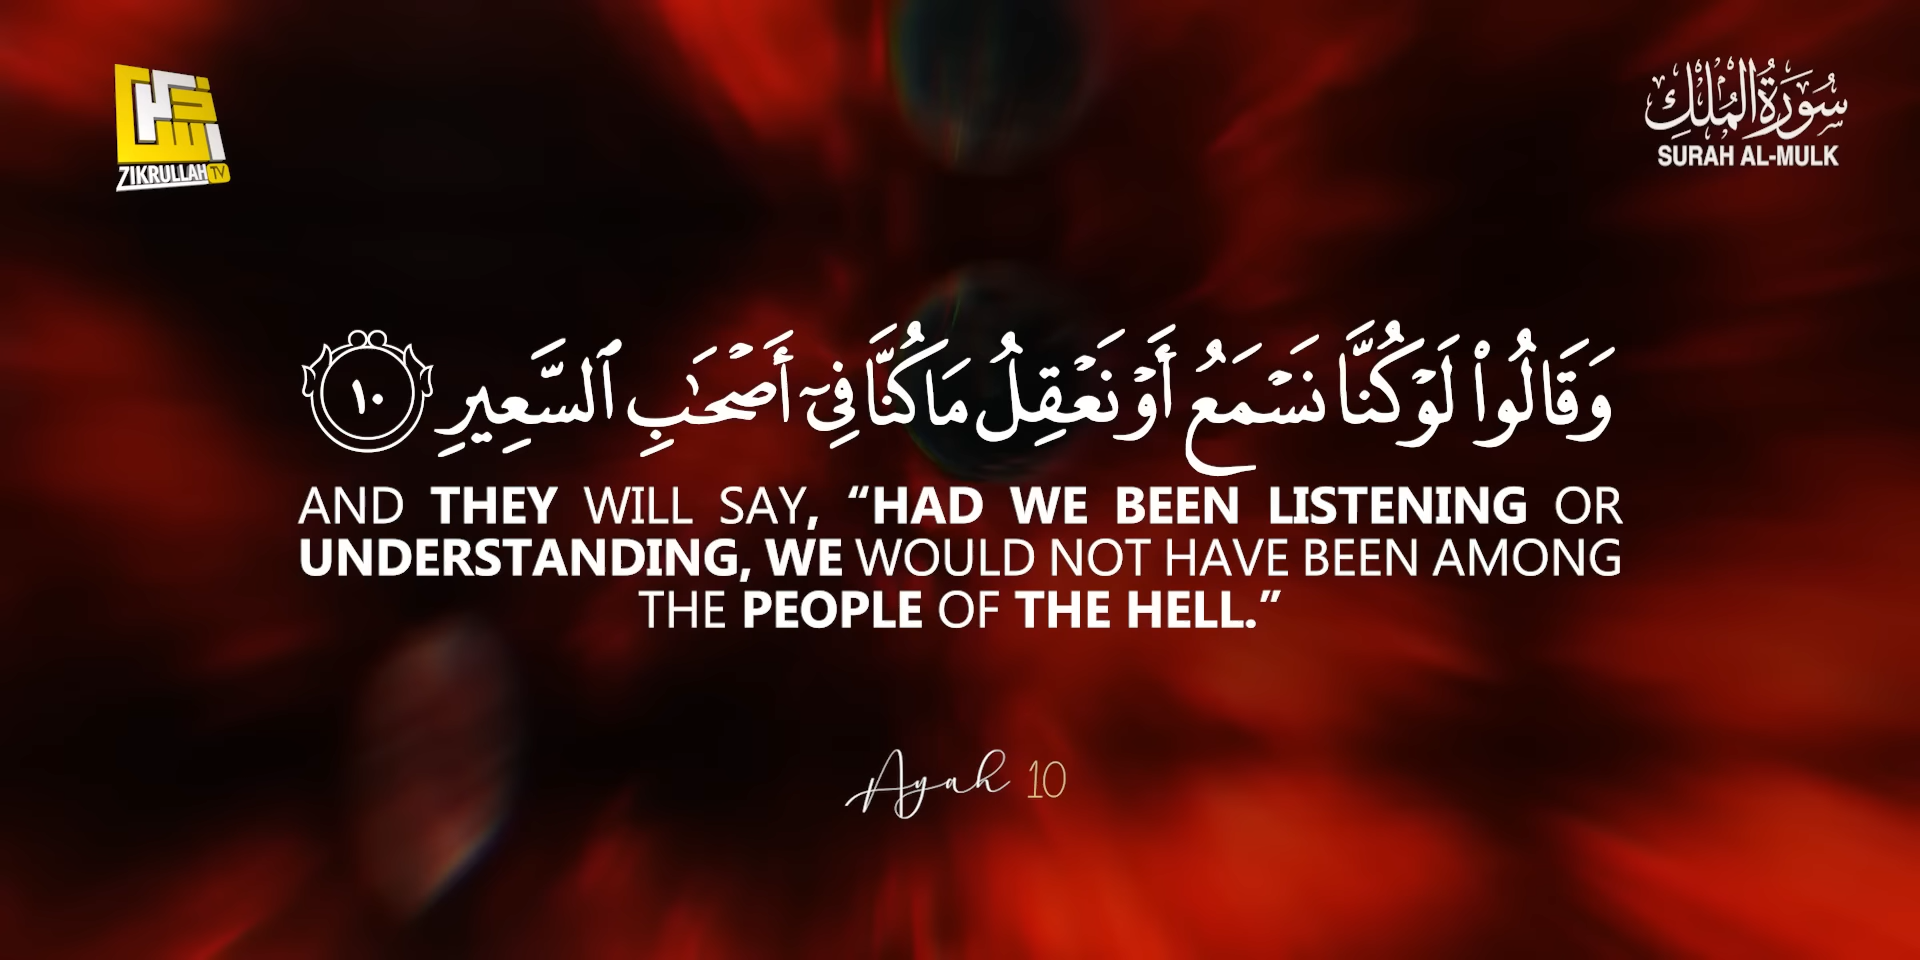 ZIKRULLAH TV
سُورَةُ الْمُلْكِ
SURAH AL-MULK
وَقَالُوا۟ لَوْ كُنَّا نَسْمَعُ أَوْ نَعْقِلُ مَا كُنَّا فِىٓ أَصْحَٰبِ ٱلسَّعِيرِ ١٠
AND THEY WILL SAY, “HAD WE BEEN LISTENING OR
UNDERSTANDING, WE WOULD NOT HAVE BEEN AMONG
THE PEOPLE OF THE HELL.”
Ayah 10